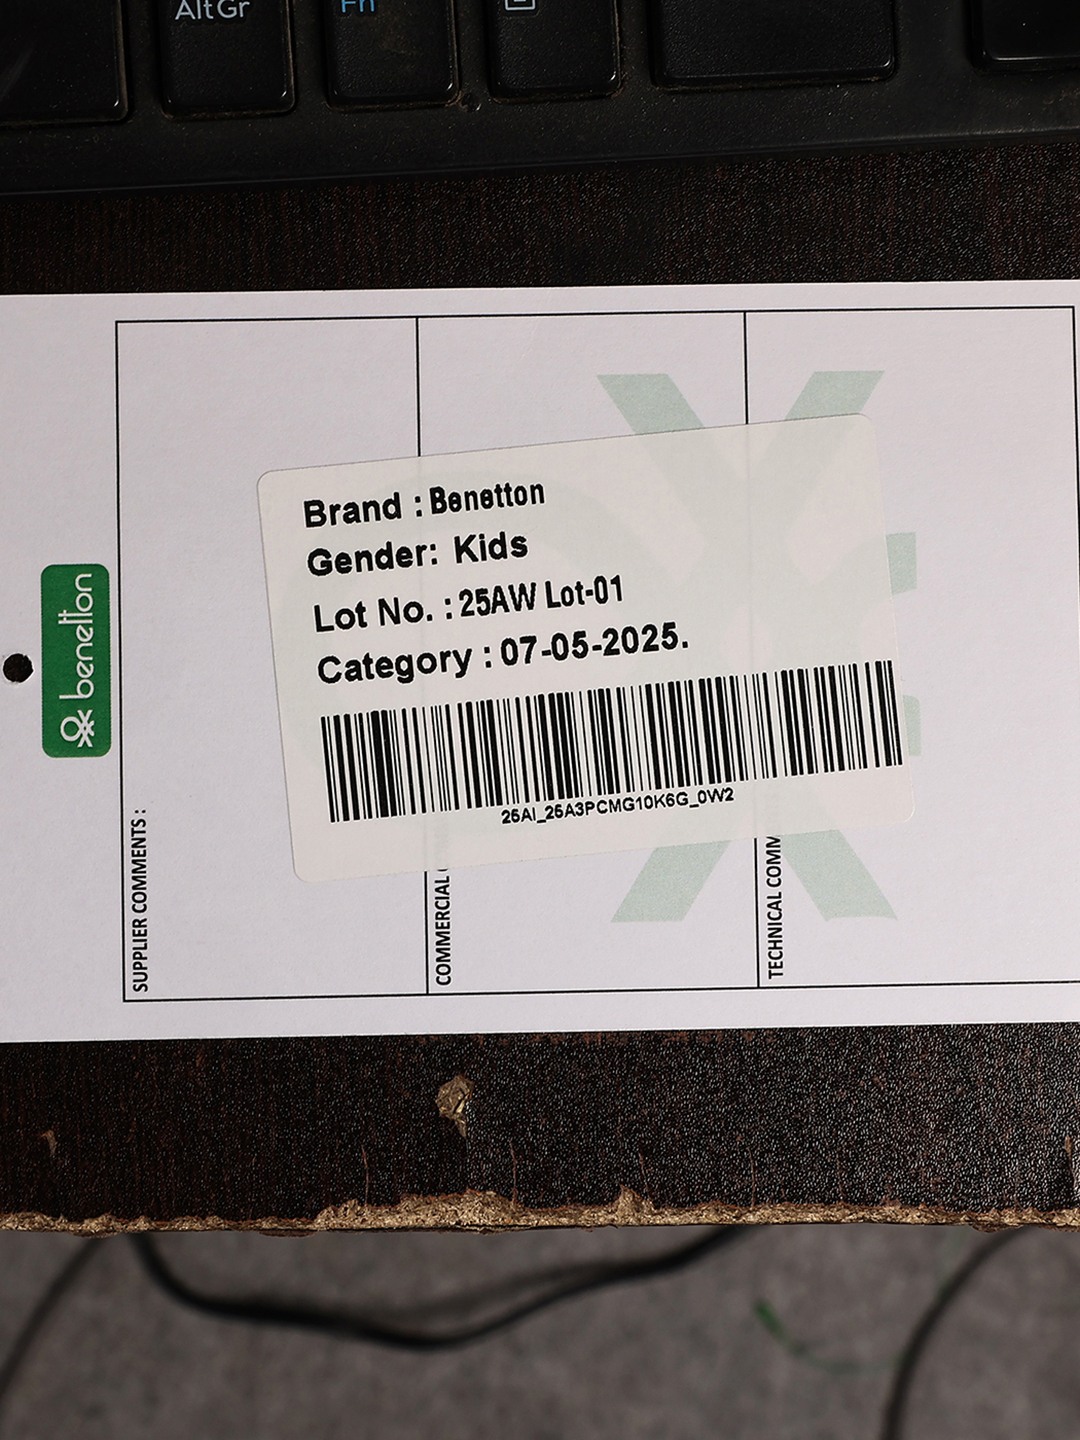 AltGr
Fn
benetton
Brand : Benetton
Gender: Kids
Lot No. : 25AW Lot-01
Category : 07-05-2025.
25AI_25A3PCMG10K6G_0W2
SUPPLIER COMMENTS :
COMMERCIAL
TECHNICAL COMM